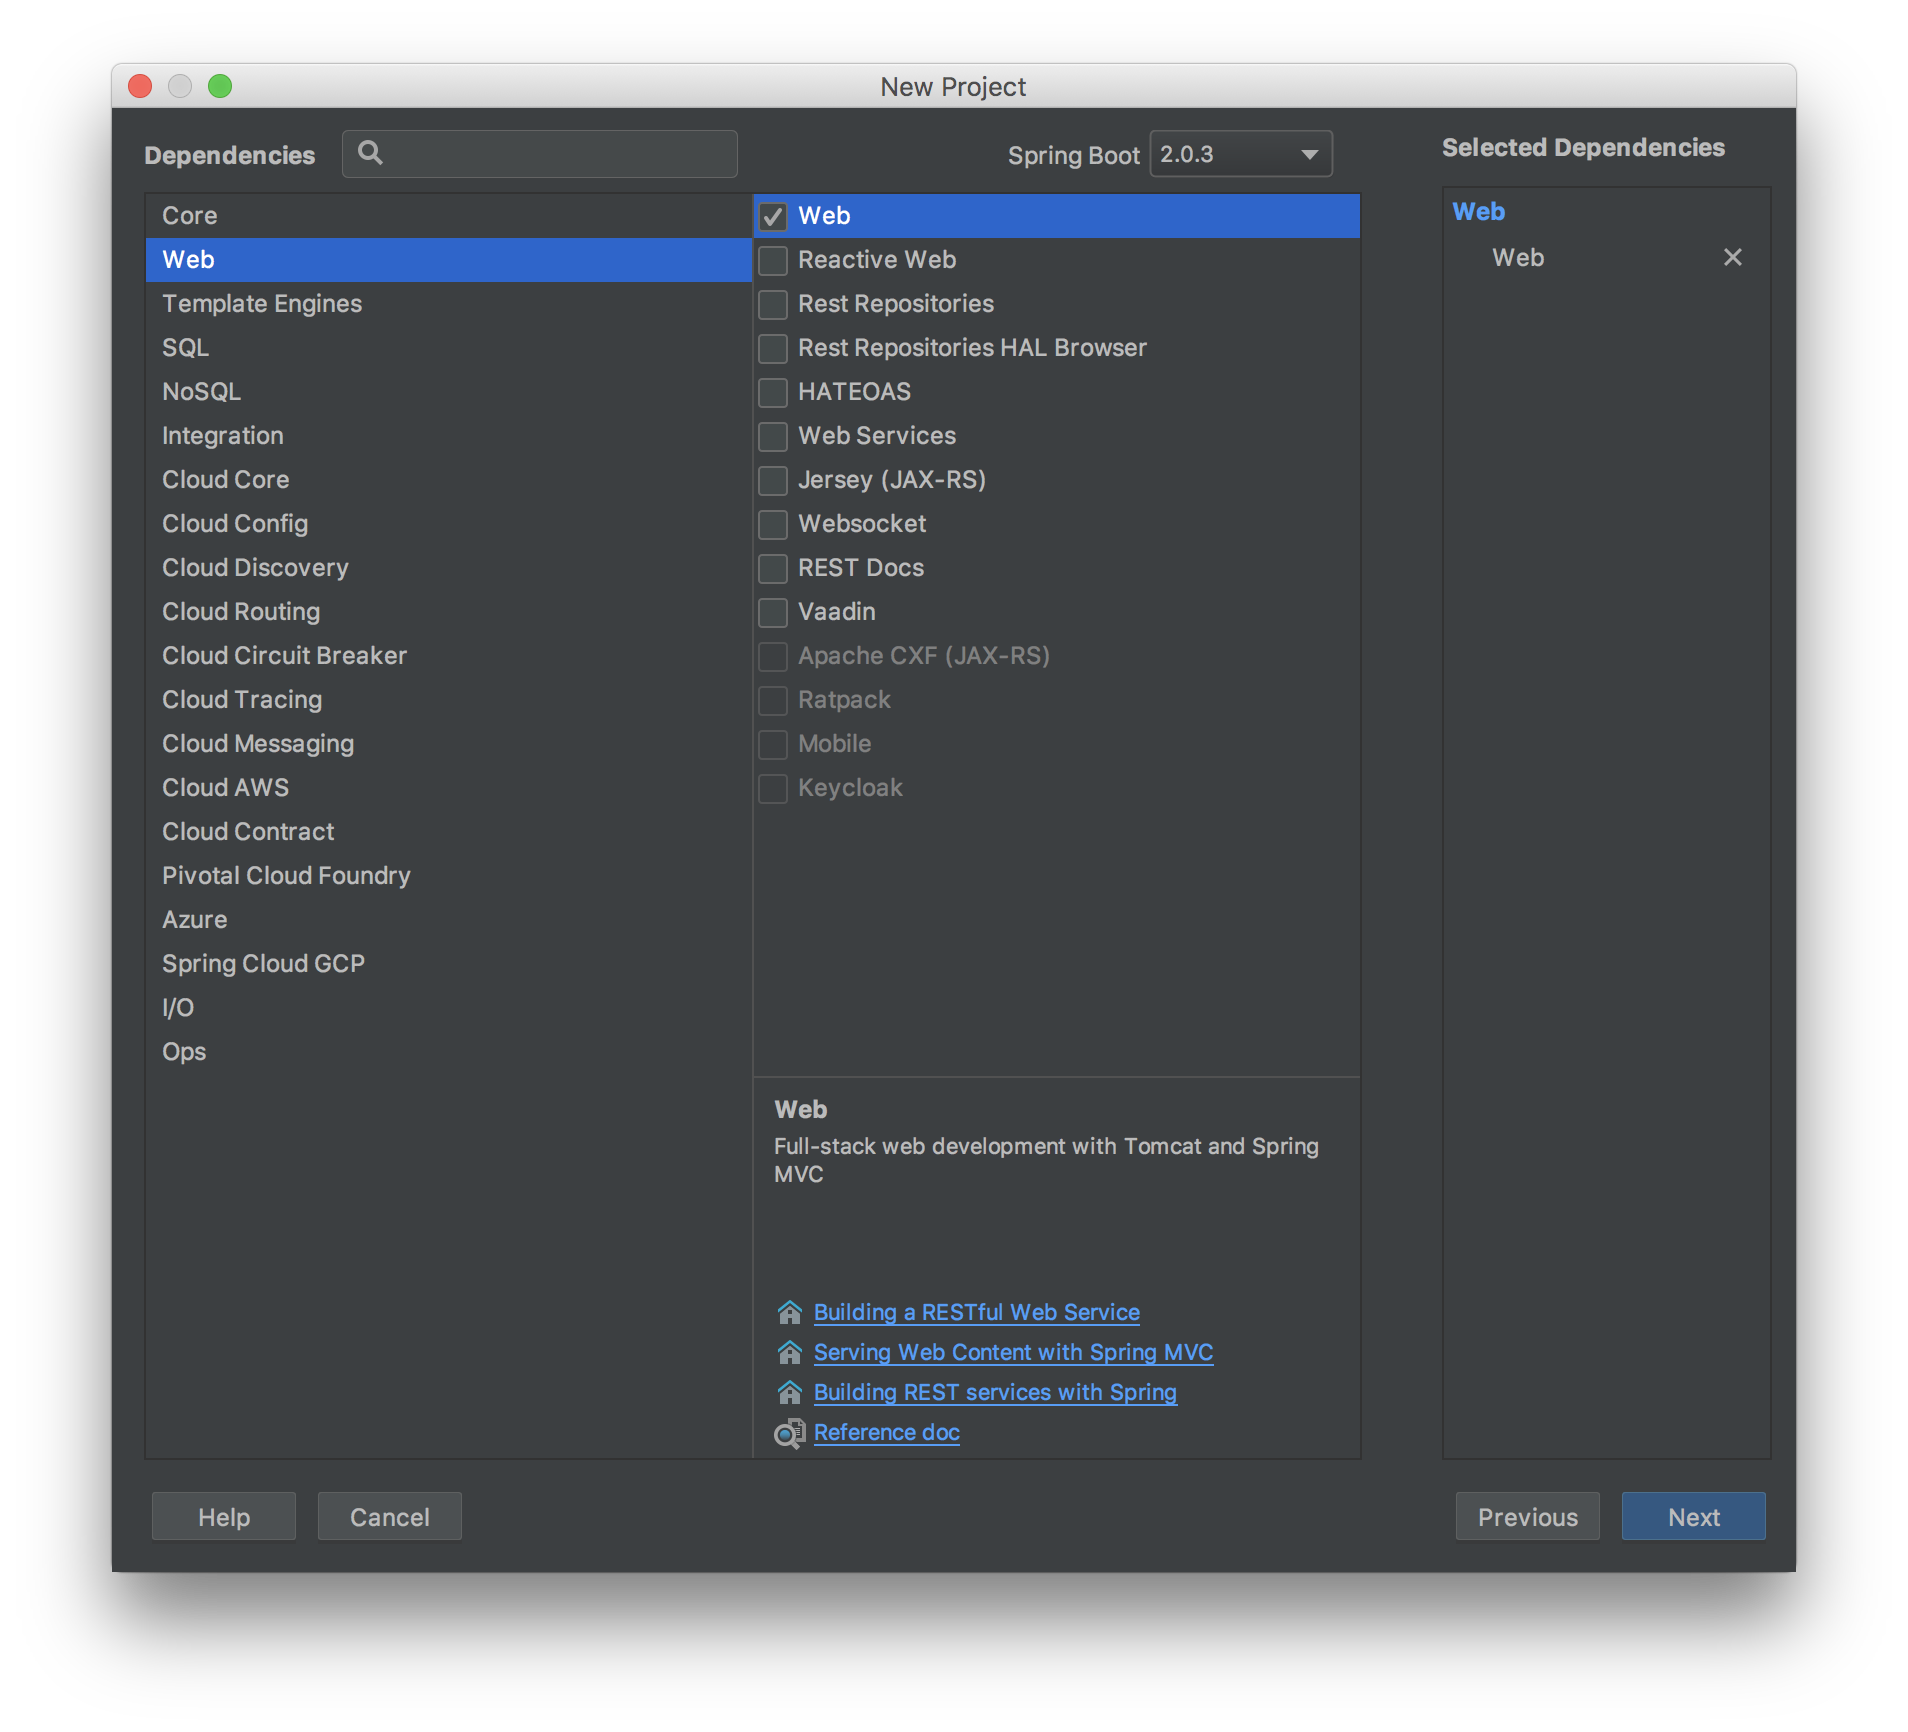 New Project
Dependencies
Spring Boot 2.0.3
Selected Dependencies
Core
Web
Template Engines
SQL
NoSQL
Integration
Cloud Core
Cloud Config
Cloud Discovery
Cloud Routing
Cloud Circuit Breaker
Cloud Tracing
Cloud Messaging
Cloud AWS
Cloud Contract
Pivotal Cloud Foundry
Azure
Spring Cloud GCP
I/O
Ops
Web
Reactive Web
Rest Repositories
Rest Repositories HAL Browser
HATEOAS
Web Services
Jersey (JAX-RS)
Websocket
REST Docs
Vaadin
Apache CXF (JAX-RS)
Ratpack
Mobile
Keycloak
Web
Full-stack web development with Tomcat and Spring
MVC
Building a RESTful Web Service
Serving Web Content with Spring MVC
Building REST services with Spring
Reference doc
Web
Web
Help
Cancel
Previous
Next